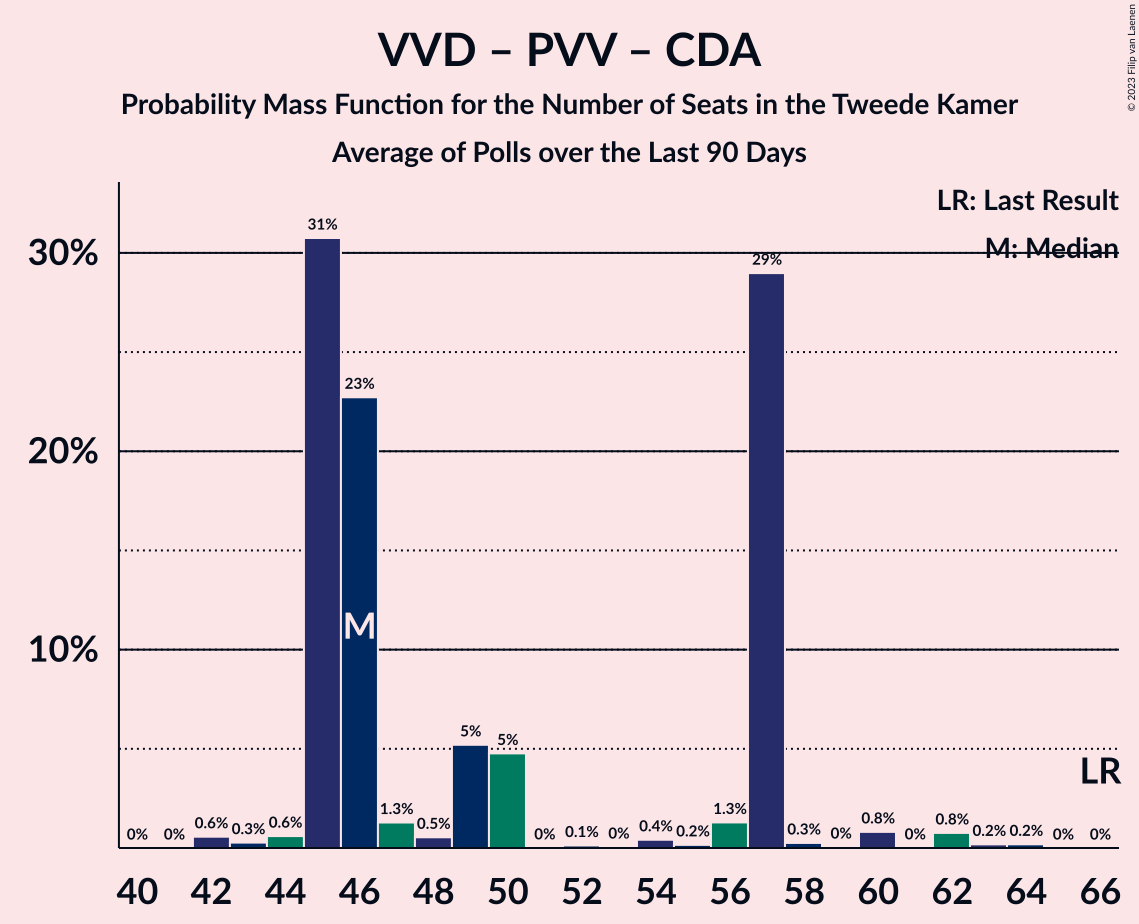 VVD – PVV – CDA
Probability Mass Function for the Number of Seats in the Tweede Kamer
Average of Polls over the Last 90 Days
© 2023 Filip van Laenen
LR: Last Result
M: Median
30%
20%
10%
0% 0% 0.6% 0.3% 0.6% 31% 23% 1.3% 0.5% 5% 5% 0% 0.1% 0% 0.4% 0.2% 1.3% 29% 0.3% 0% 0.8% 0% 0.8% 0.2% 0.2% 0% 0%
M
LR
40 42 44 46 48 50 52 54 56 58 60 62 64 66